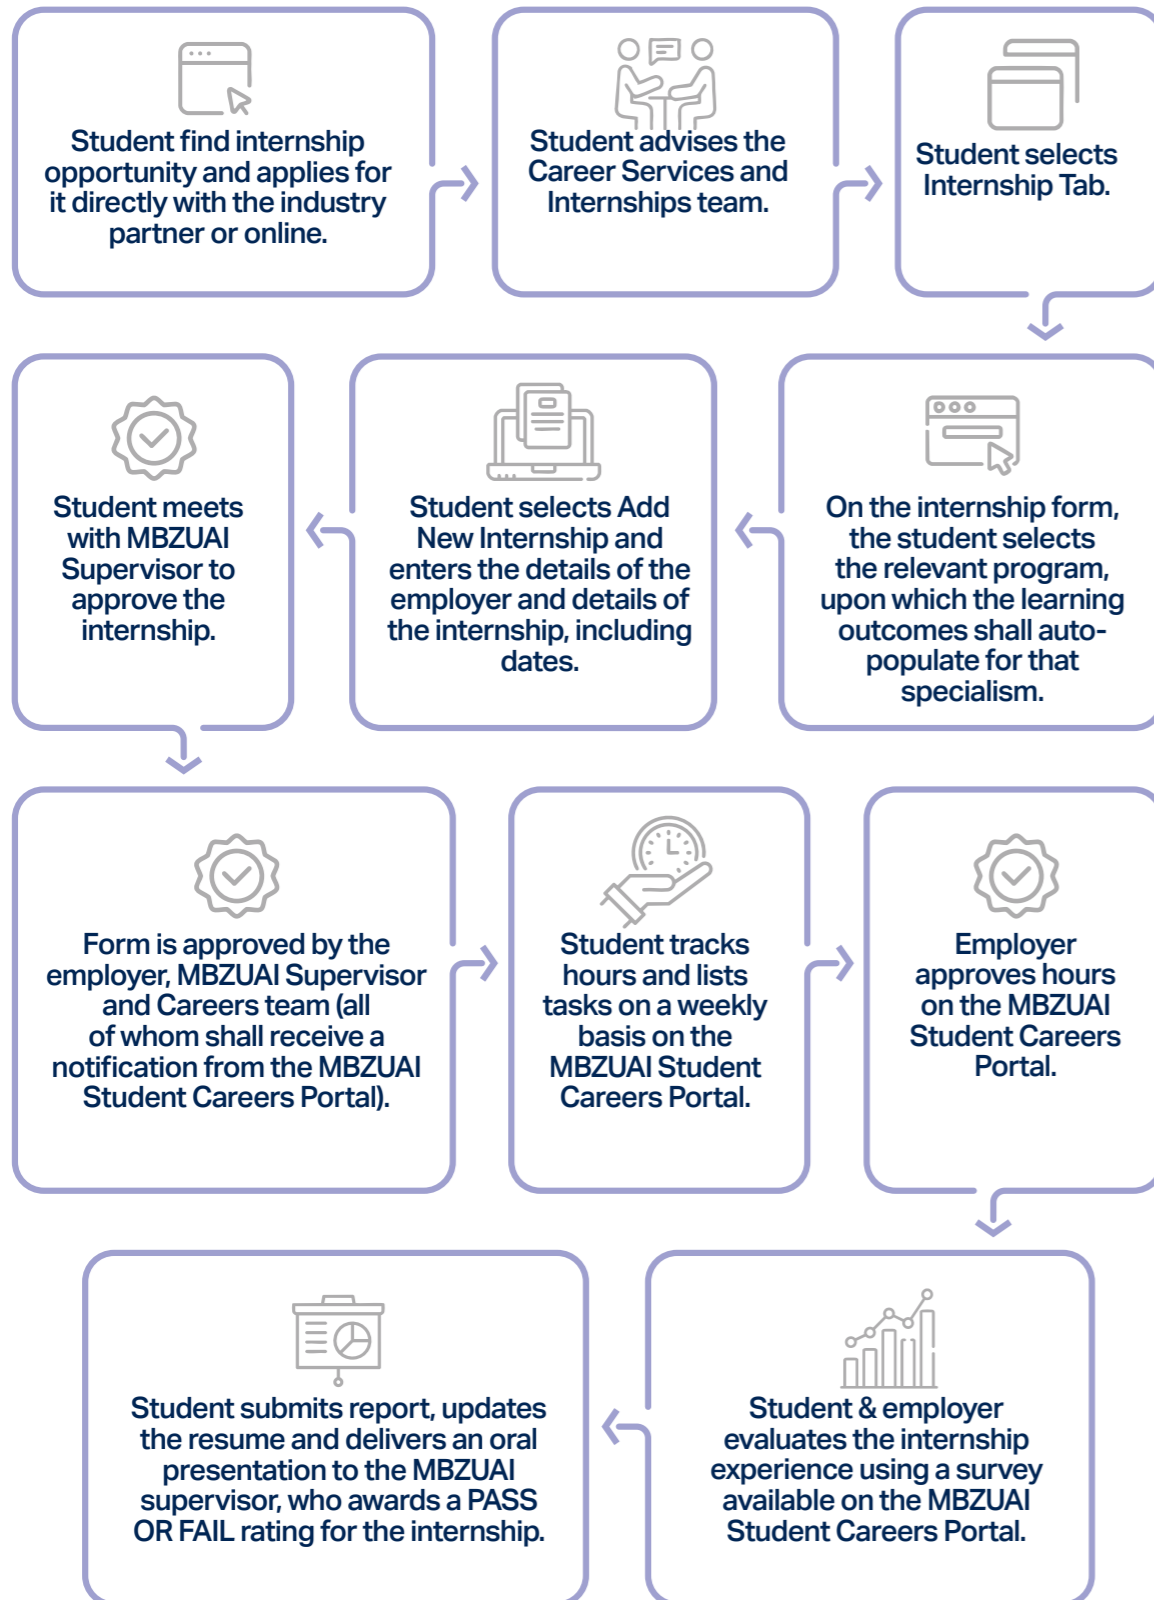 Student find internship
opportunity and applies for
it directly with the industry
partner or online.
Student advises the
Career Services and
Internships team.
Student selects
Internship Tab.
On the internship form,
the student selects
the relevant program,
upon which the learning
outcomes shall auto-
populate for that
specialism.
Student selects Add
New Internship and
enters the details of the
employer and details of
the internship, including
dates.
Student meets
with MBZUAI
Supervisor to
approve the
internship.
Form is approved by the
employer, MBZUAI Supervisor
and Careers team (all
of whom shall receive a
notification from the MBZUAI
Student Careers Portal).
Student tracks
hours and lists
tasks on a weekly
basis on the
MBZUAI Student
Careers Portal.
Employer
approves hours
on the MBZUAI
Student Careers
Portal.
Student & employer
evaluates the internship
experience using a survey
available on the MBZUAI
Student Careers Portal.
Student submits report, updates
the resume and delivers an oral
presentation to the MBZUAI
supervisor, who awards a PASS
OR FAIL rating for the internship.